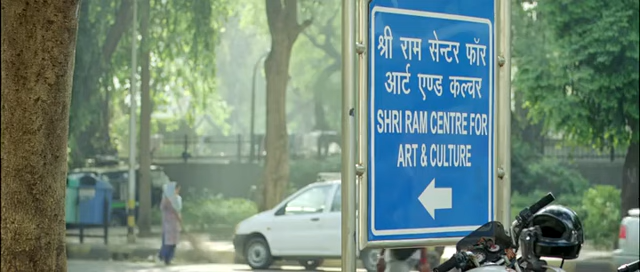 श्री राम सेन्टर फॉर
आर्ट एण्ड कल्चर
SHRI RAM CENTRE FOR
ART & CULTURE